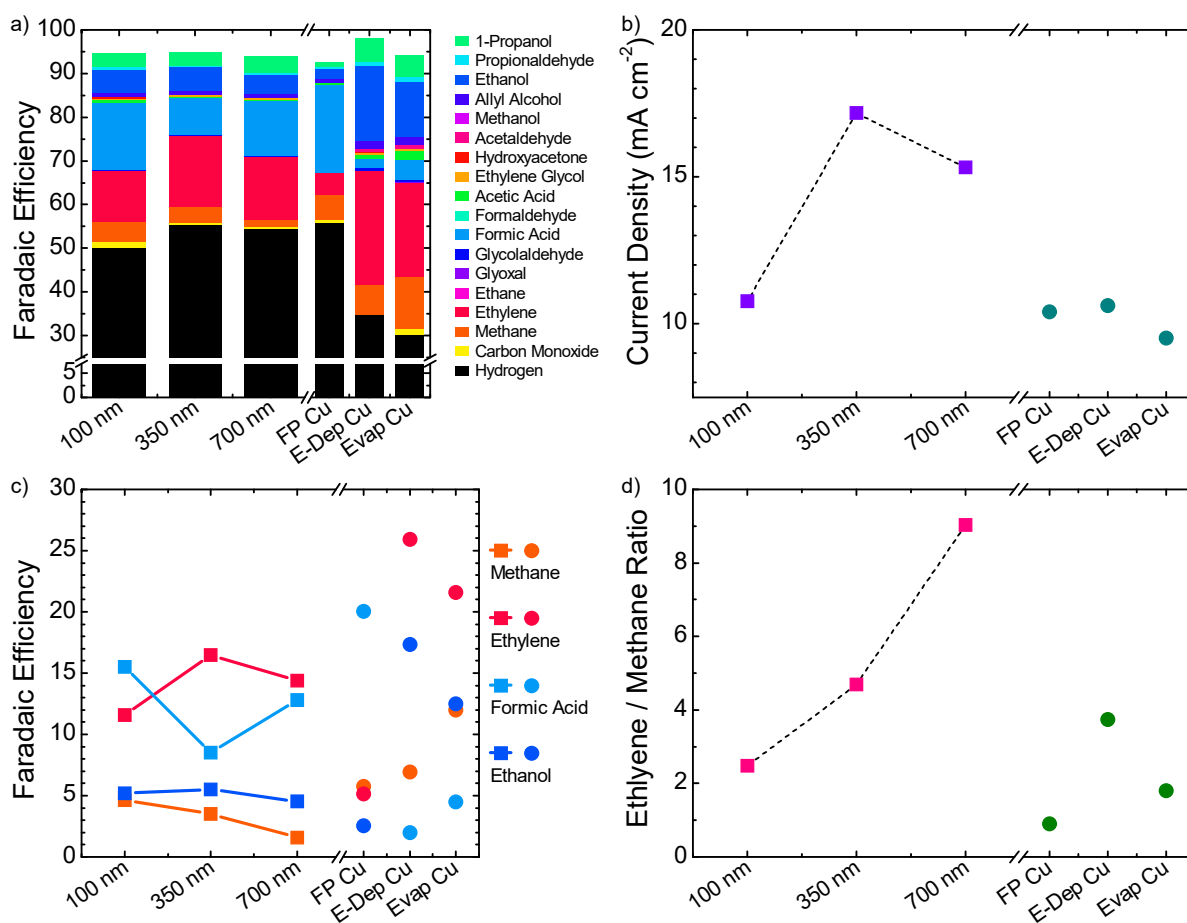 a)
Faradaic Efficiency
100
90
80
70
60
50
40
30
5
0
100 nm
350 nm
700 nm
FP Cu
E-Dep Cu
Evap Cu
1-Propanol
Propionaldehyde
Ethanol
Allyl Alcohol
Methanol
Acetaldehyde
Hydroxyacetone
Ethylene Glycol
Acetic Acid
Formaldehyde
Formic Acid
Glycolaldehyde
Glyoxal
Ethane
Ethylene
Methane
Carbon Monoxide
Hydrogen
b)
Current Density (mA cm-2)
20
15
10
100 nm
350 nm
700 nm
FP Cu
E-Dep Cu
Evap Cu
c)
Faradaic Efficiency
30
25
20
15
10
5
0
100 nm
350 nm
700 nm
FP Cu
E-Dep Cu
Evap Cu
Methane
Ethylene
Formic Acid
Ethanol
d)
Ethlyene / Methane Ratio
10
8
6
4
2
0
100 nm
350 nm
700 nm
FP Cu
E-Dep Cu
Evap Cu